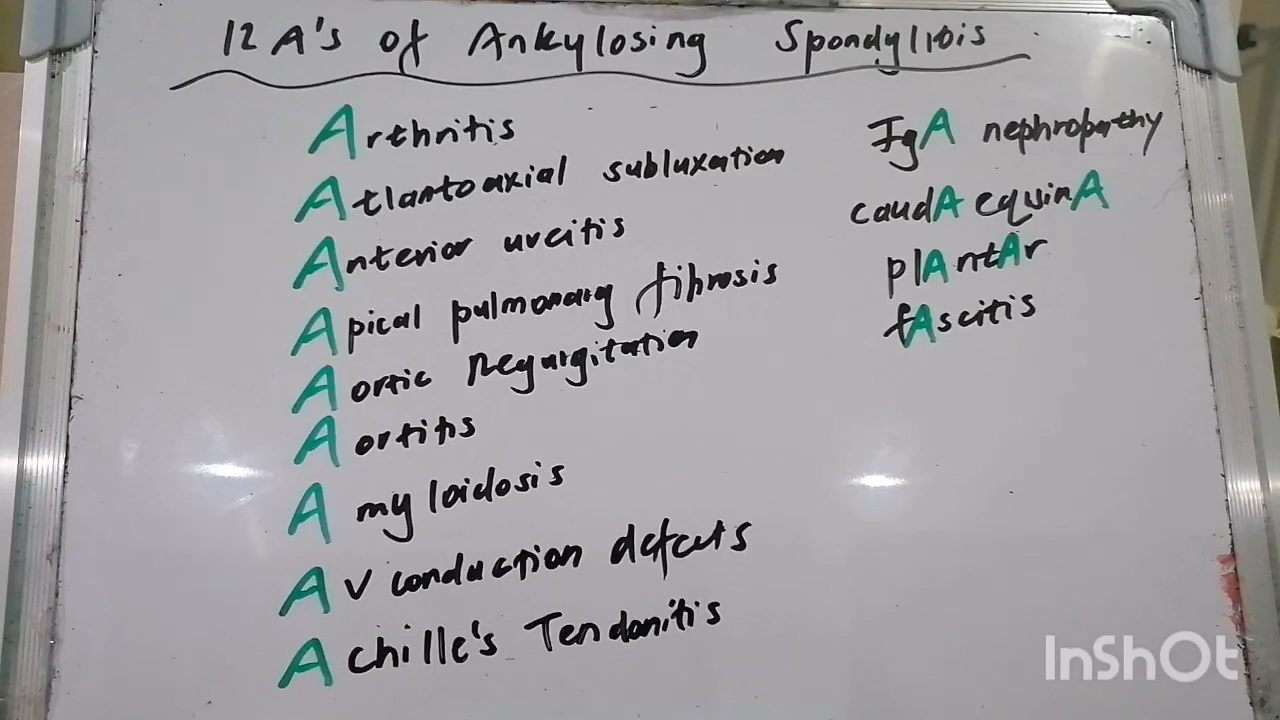 12 A's of Ankylosing Spondylitis
Arthritis
Atlantoaxial subluxation
Anterior uveitis
Apical pulmonary fibrosis
Aortic Regurgitation
Aortitis
Amyloidosis
AV conduction defects
Achille's Tendonitis
IgA nephropathy
caudA equinA
plAntAr
fAscitis
InShOt